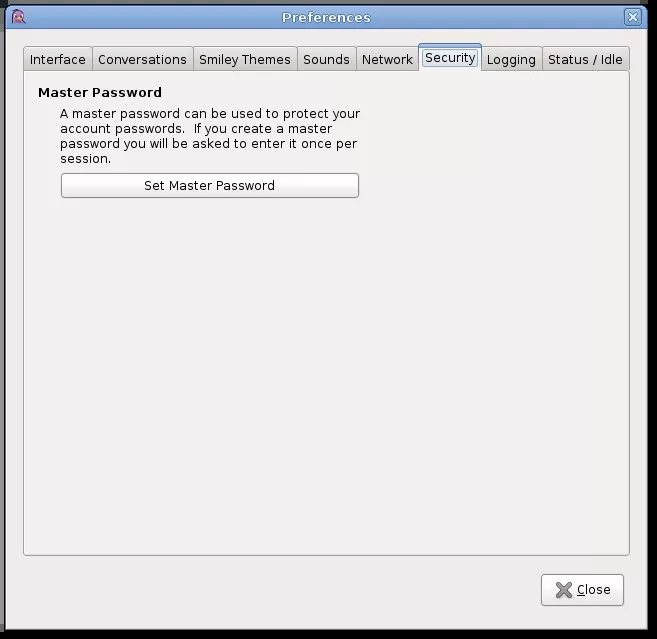 Preferences
Interface Conversations Smiley Themes Sounds Network Security Logging Status / Idle
Master Password
A master password can be used to protect your
account passwords.  If you create a master
password you will be asked to enter it once per
session.
Set Master Password
Close